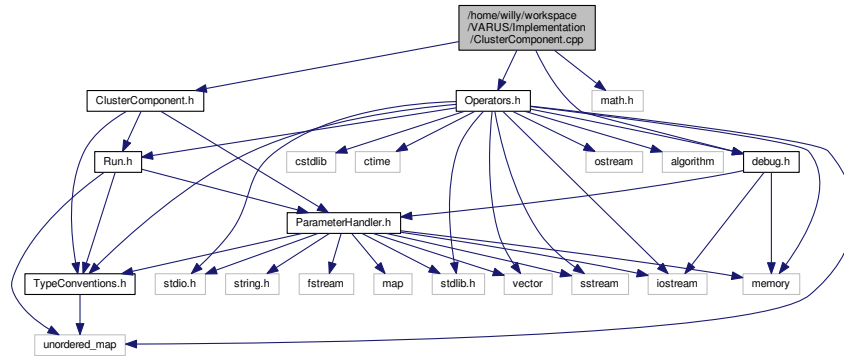 /home/willy/workspace
/VARUS/Implementation
/ClusterComponent.cpp
ClusterComponent.h
Operators.h
math.h
Run.h
cstdlib
ctime
ostream
algorithm
debug.h
ParameterHandler.h
TypeConventions.h
stdio.h
string.h
fstream
map
stdlib.h
vector
sstream
iostream
memory
unordered_map